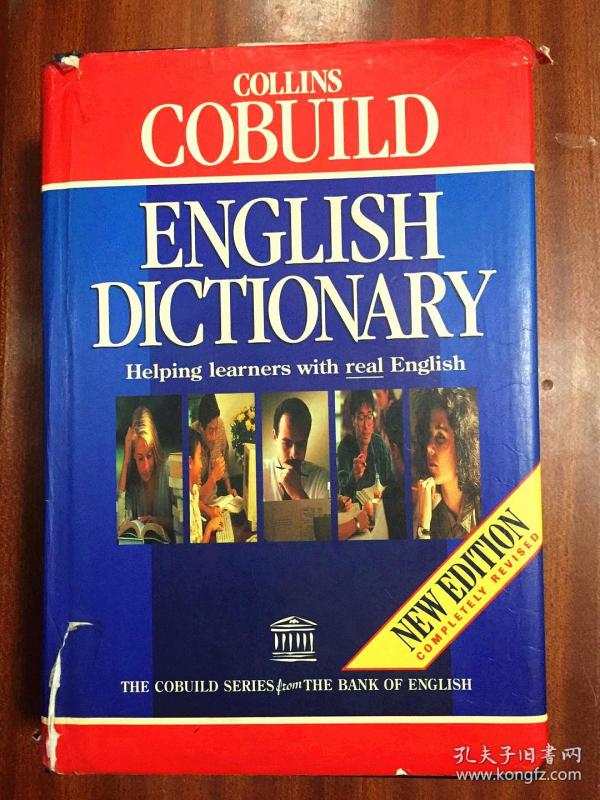 COLLINS
COBUILD
ENGLISH
DICTIONARY
Helping learners with real English
NEW EDITION
COMPLETELY REVISED
THE COBUILD SERIES from THE BANK OF ENGLISH
孔夫子旧书网
www.kongfz.com